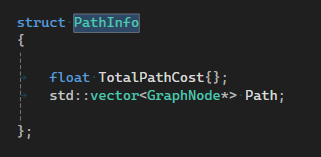 struct PathInfo
{
float TotalPathCost{};
std::vector<GraphNode*> Path;
};